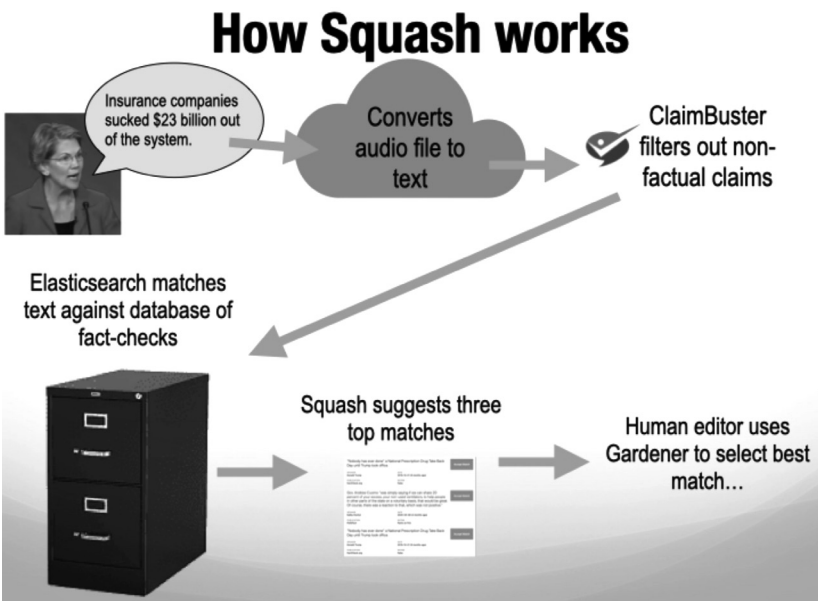 How Squash works
Insurance companies
sucked $23 billion out
of the system.
Converts
audio file to
text
ClaimBuster
filters out non-
factual claims
Elasticsearch matches
text against database of
fact-checks
Squash suggests three
top matches
Human editor uses
Gardener to select best
match…